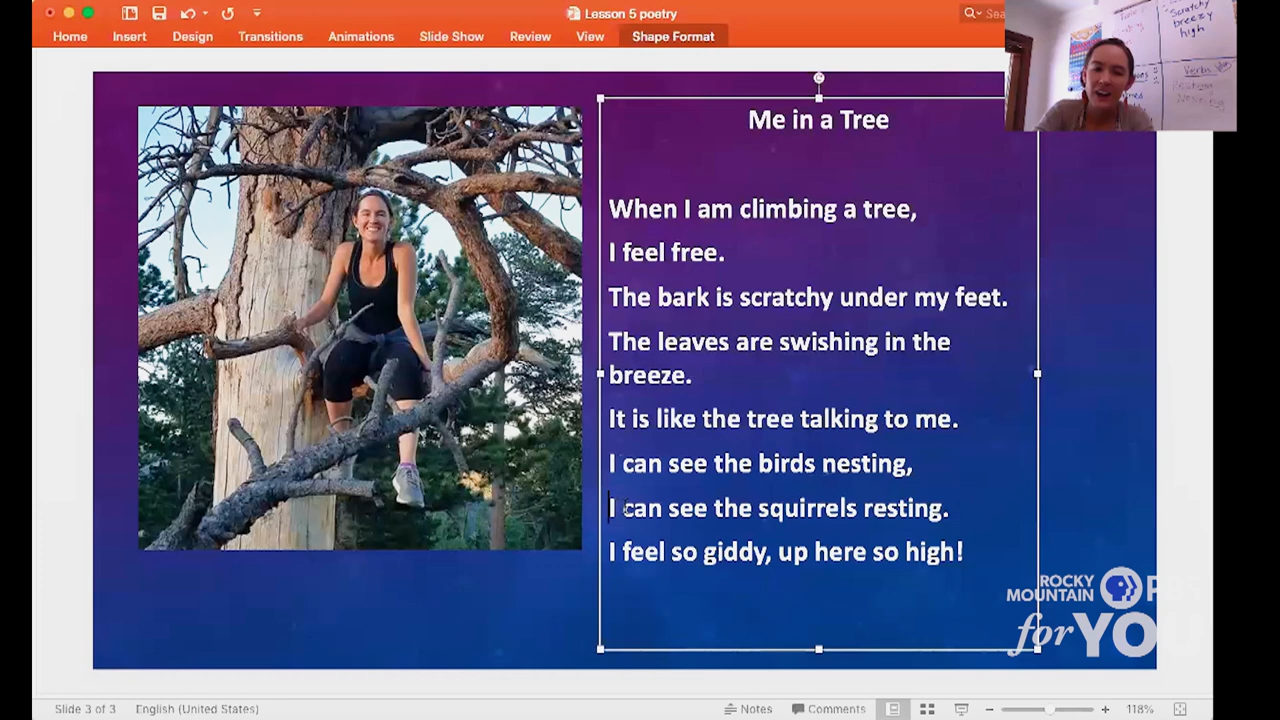 Lesson 5 poetry
Home Insert Design Transitions Animations Slide Show Review View Shape Format
Scratchy
breezy
high
Verbs
Me in a Tree
When I am climbing a tree,
I feel free.
The bark is scratchy under my feet.
The leaves are swishing in the
breeze.
It is like the tree talking to me.
I can see the birds nesting,
I can see the squirrels resting.
I feel so giddy, up here so high!
ROCKY
MOUNTAIN PBS
for YOU
Slide 3 of 3 English (United States) Notes Comments 118%